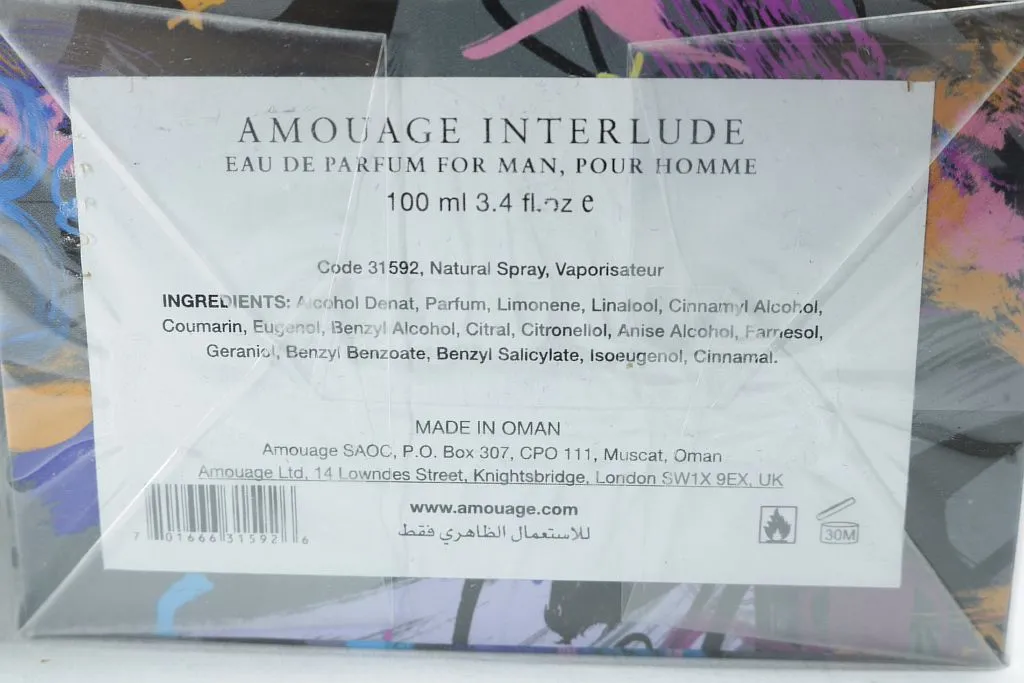 AMOUAGE INTERLUDE
EAU DE PARFUM FOR MAN, POUR HOMME
100 ml 3.4 fl.oz e
Code 31592, Natural Spray, Vaporisateur
INGREDIENTS: Alcohol Denat, Parfum, Limonene, Linalool, Cinnamyl Alcohol,
Coumarin, Eugenol, Benzyl Alcohol, Citral, Citronellol, Anise Alcohol, Farnesol,
Geraniol, Benzyl Benzoate, Benzyl Salicylate, Isoeugenol, Cinnamal.
MADE IN OMAN
Amouage SAOC, P.O. Box 307, CPO 111, Muscat, Oman
Amouage Ltd, 14 Lowndes Street, Knightsbridge, London SW1X 9EX, UK
www.amouage.com
للاستعمال الظاهري فقط
7 01666 31592 6
30M